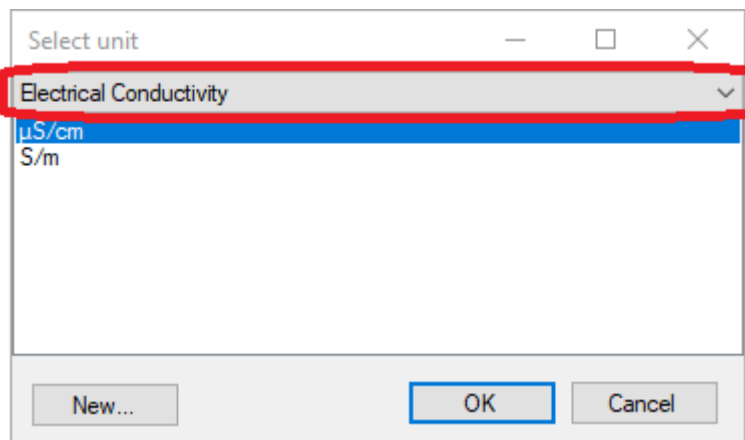 Select unit
Electrical Conductivity
µS/cm
S/m
New...
OK
Cancel